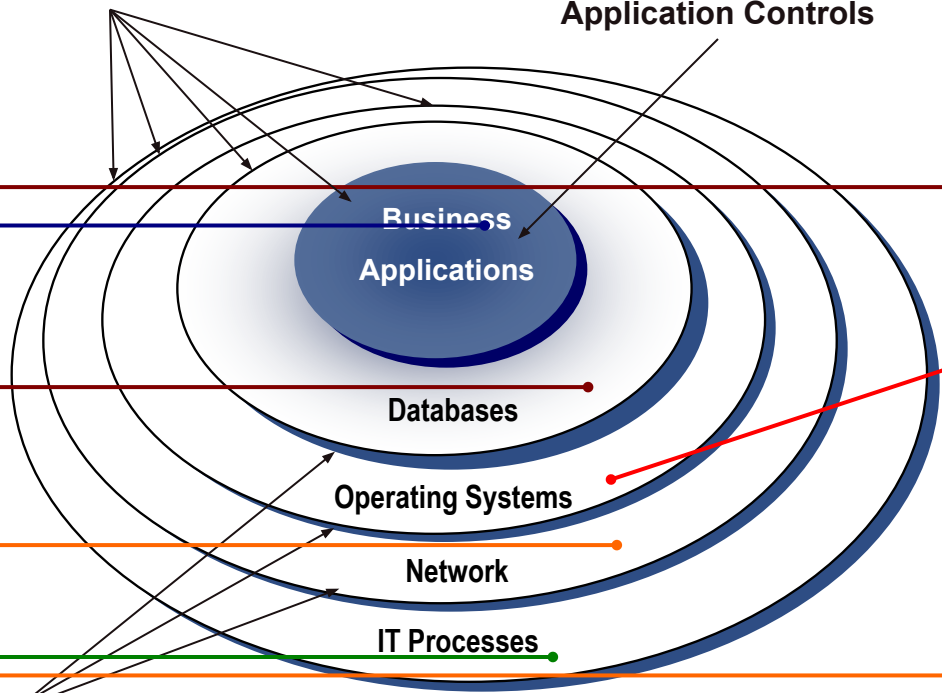 Application Controls
Business
Applications
Databases
Operating Systems
Network
IT Processes